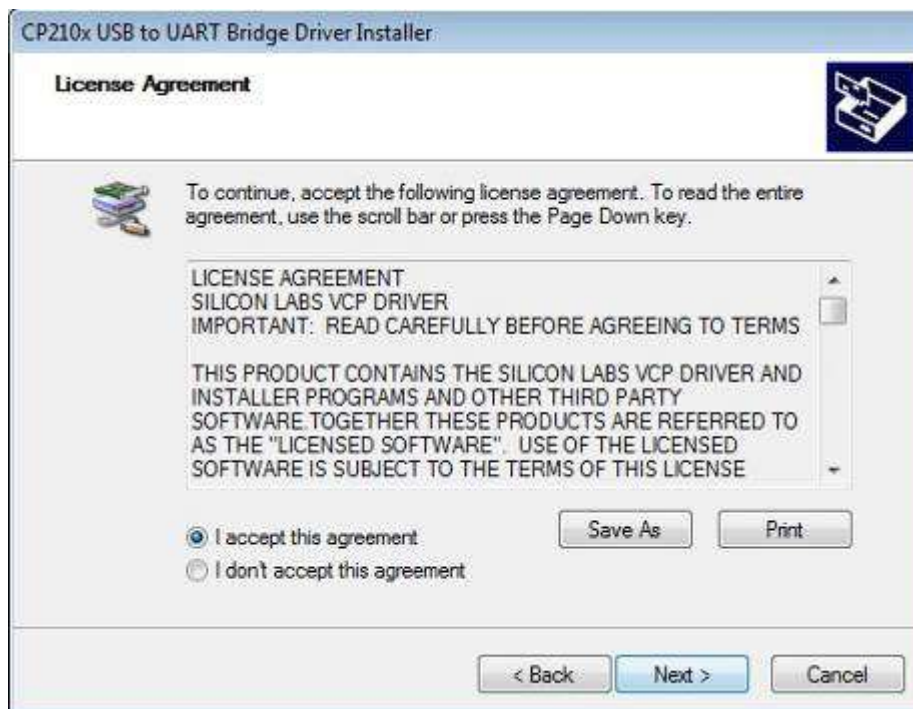 CP210x USB to UART Bridge Driver Installer
License Agreement
To continue, accept the following license agreement. To read the entire
agreement, use the scroll bar or press the Page Down key.
LICENSE AGREEMENT
SILICON LABS VCP DRIVER
IMPORTANT:  READ CAREFULLY BEFORE AGREEING TO TERMS
THIS PRODUCT CONTAINS THE SILICON LABS VCP DRIVER AND
INSTALLER PROGRAMS AND OTHER THIRD PARTY
SOFTWARE.TOGETHER THESE PRODUCTS ARE REFERRED TO
AS THE "LICENSED SOFTWARE".  USE OF THE LICENSED
SOFTWARE IS SUBJECT TO THE TERMS OF THIS LICENSE
Save As
Print
I accept this agreement
I don't accept this agreement
< Back
Next >
Cancel